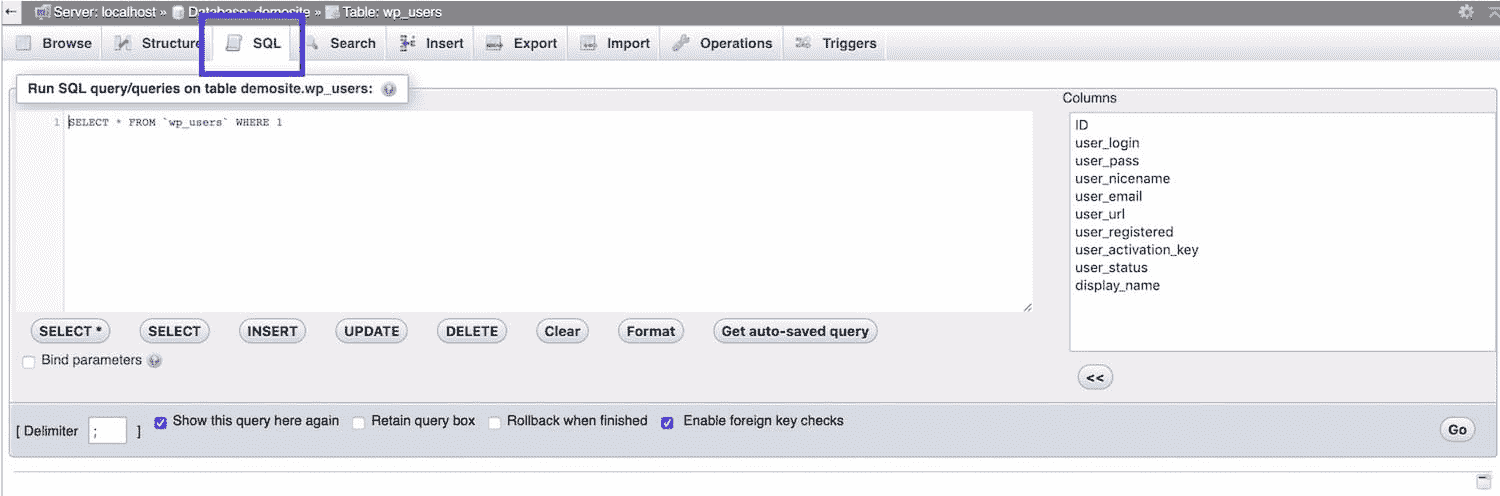 ← Server: localhost » Database: demosite » Table: wp_users
Browse Structure SQL Search Insert Export Import Operations Triggers
Run SQL query/queries on table demosite.wp_users:
1 SELECT * FROM `wp_users` WHERE 1
Columns
ID
user_login
user_pass
user_nicename
user_email
user_url
user_registered
user_activation_key
user_status
display_name
SELECT * SELECT INSERT UPDATE DELETE Clear Format Get auto-saved query
Bind parameters
<<
[ Delimiter ; ] Show this query here again Retain query box Rollback when finished Enable foreign key checks Go